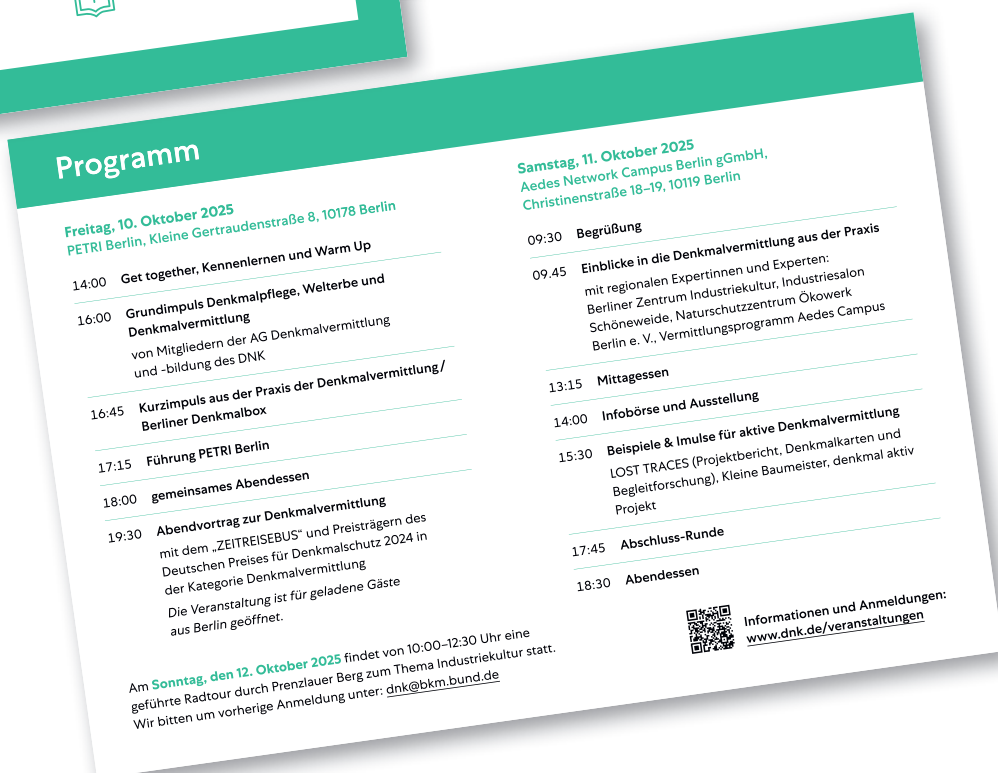 Programm
Freitag, 10. Oktober 2025
PETRI Berlin, Kleine Gertraudenstraße 8, 10178 Berlin
14:00 Get together, Kennenlernen und Warm Up
16:00 Grundimpuls Denkmalpflege, Welterbe und
Denkmalvermittlung
von Mitgliedern der AG Denkmalvermittlung
und -bildung des DNK
16:45 Kurzimpuls aus der Praxis der Denkmalvermittlung/
Berliner Denkmalbox
17:15 Führung PETRI Berlin
18:00 gemeinsames Abendessen
19:30 Abendvortrag zur Denkmalvermittlung
mit dem „ZEITREISEBUS“ und Preisträgern des
Deutschen Preises für Denkmalschutz 2024 in
der Kategorie Denkmalvermittlung
Die Veranstaltung ist für geladene Gäste
aus Berlin geöffnet.
Samstag, 11. Oktober 2025
Aedes Network Campus Berlin gGmbH,
Christinenstraße 18–19, 10119 Berlin
09:30 Begrüßung
09.45 Einblicke in die Denkmalvermittlung aus der Praxis
mit regionalen Expertinnen und Experten:
Berliner Zentrum Industriekultur, Industriesalon
Schöneweide, Naturschutzzentrum Ökowerk
Berlin e. V., Vermittlungsprogramm Aedes Campus
13:15 Mittagessen
14:00 Infobörse und Ausstellung
15:30 Beispiele & Imulse für aktive Denkmalvermittlung
LOST TRACES (Projektbericht, Denkmalkarten und
Begleitforschung), Kleine Baumeister, denkmal aktiv
Projekt
17:45 Abschluss-Runde
18:30 Abendessen
Am Sonntag, den 12. Oktober 2025 findet von 10:00–12:30 Uhr eine
geführte Radtour durch Prenzlauer Berg zum Thema Industriekultur statt.
Wir bitten um vorherige Anmeldung unter: dnk@bkm.bund.de
Informationen und Anmeldungen:
www.dnk.de/veranstaltungen